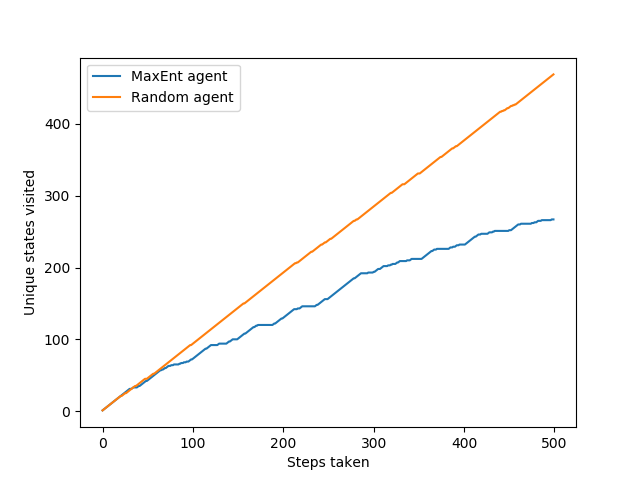 MaxEnt agent
Random agent
Unique states visited
400
300
200
100
0
0 100 200 300 400 500
Steps taken